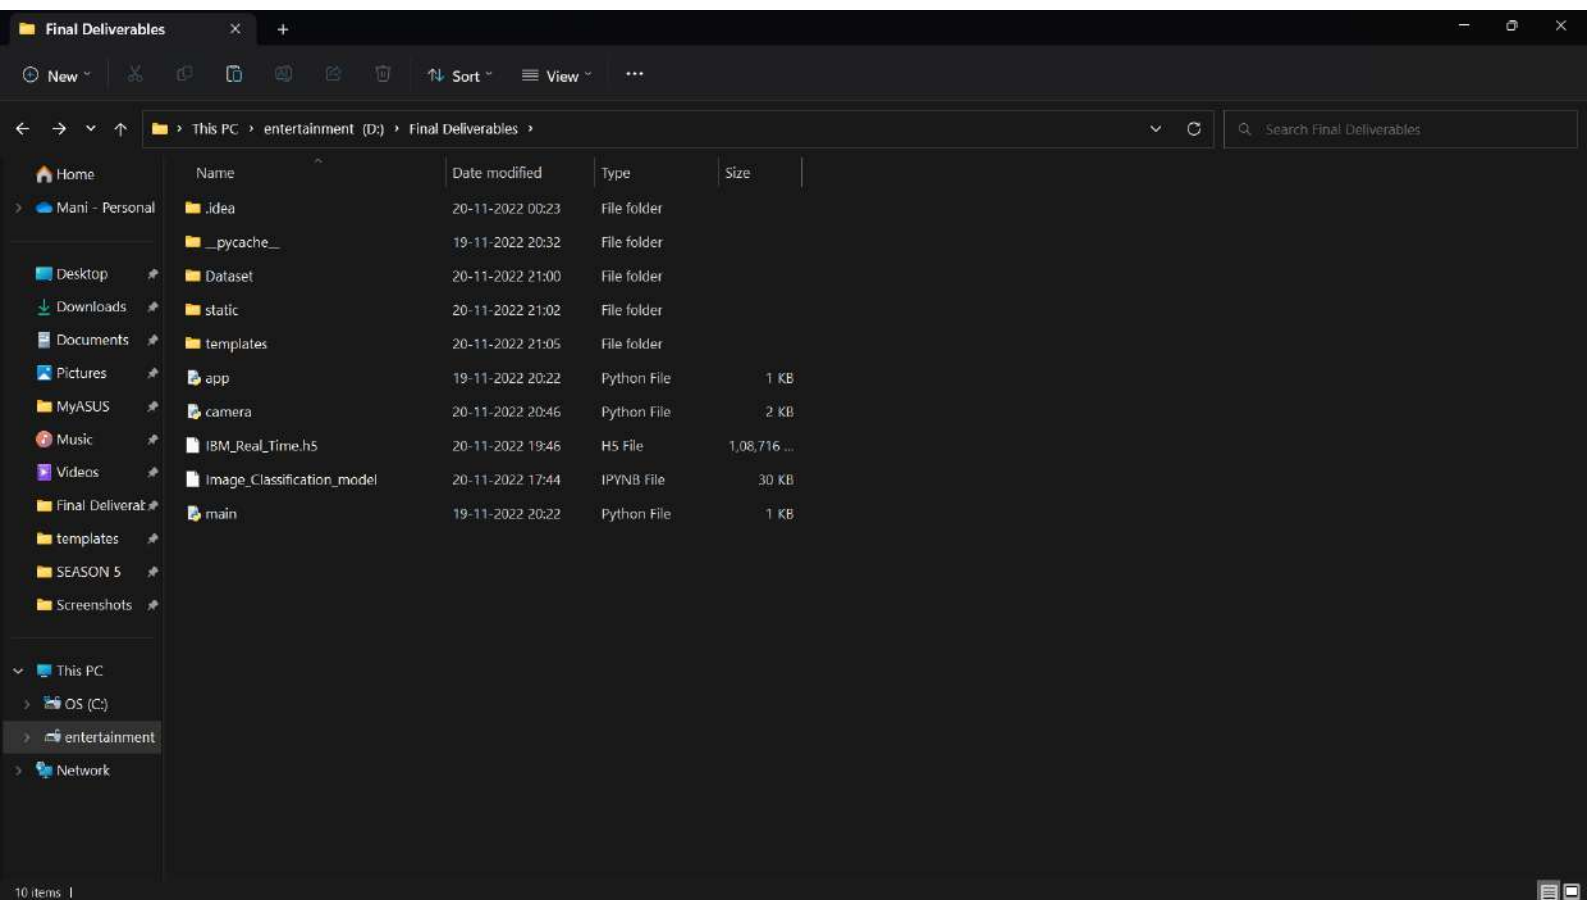 Final Deliverables
New
Sort
View
This PC > entertainment (D:) > Final Deliverables >
Search Final Deliverables
Home
Mani - Personal
Desktop
Downloads
Documents
Pictures
MyASUS
Music
Videos
Final Deliverab
templates
SEASON 5
Screenshots
This PC
OS (C:)
entertainment
Network
Name Date modified Type Size
.idea 20-11-2022 00:23 File folder
__pycache__ 19-11-2022 20:32 File folder
Dataset 20-11-2022 21:00 File folder
static 20-11-2022 21:02 File folder
templates 20-11-2022 21:05 File folder
app 19-11-2022 20:22 Python File 1 KB
camera 20-11-2022 20:46 Python File 2 KB
IBM_Real_Time.h5 20-11-2022 19:46 H5 File 1,08,716 ...
Image_Classification_model 20-11-2022 17:44 IPYNB File 30 KB
main 19-11-2022 20:22 Python File 1 KB
10 items